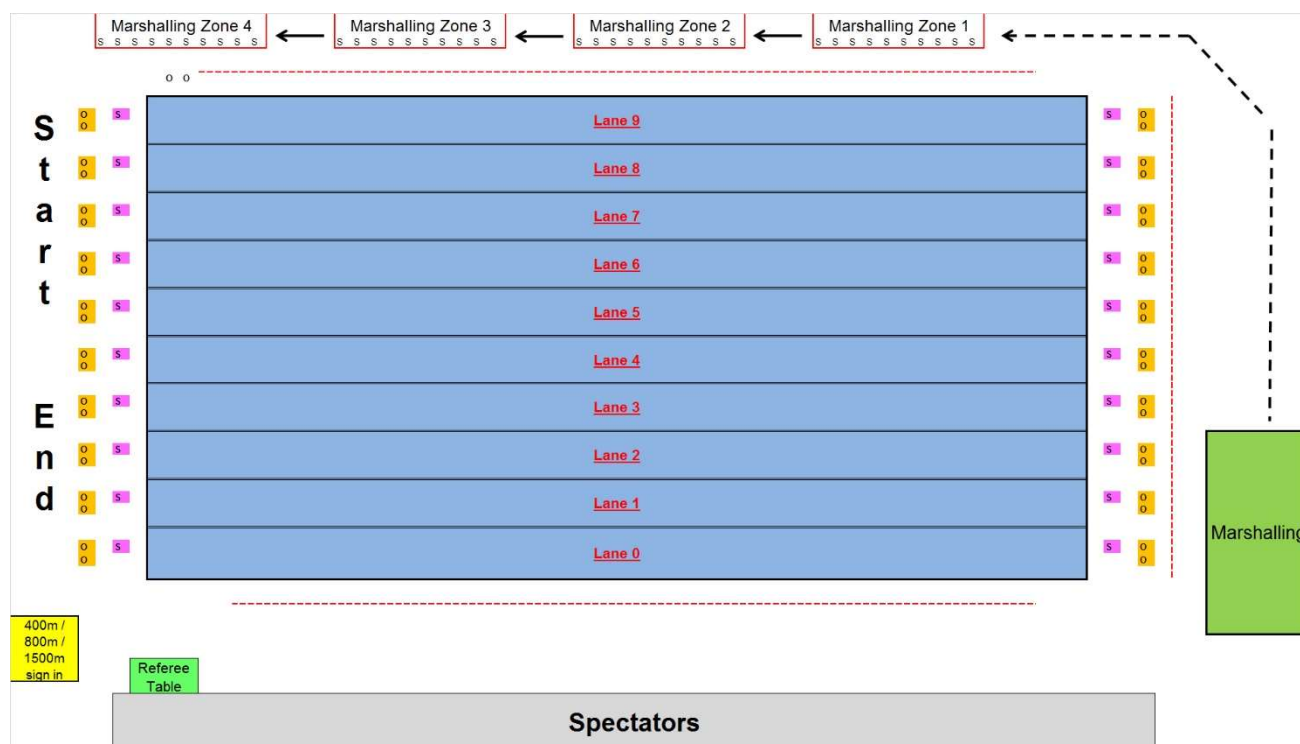 Marshalling Zone 4
S S S S S S S S S S
Marshalling Zone 3
S S S S S S S S S S
Marshalling Zone 2
S S S S S S S S S S
Marshalling Zone 1
S S S S S S S S S S
o o
Start
End
o o S Lane 9 S o o
o o S Lane 8 S o o
o o S Lane 7 S o o
o o S Lane 6 S o o
o o S Lane 5 S o o
o o S Lane 4 S o o
o o S Lane 3 S o o
o o S Lane 2 S o o
o o S Lane 1 S o o
o o S Lane 0 S o o
Marshalling
400m /
800m /
1500m
sign in
Referee
Table
Spectators